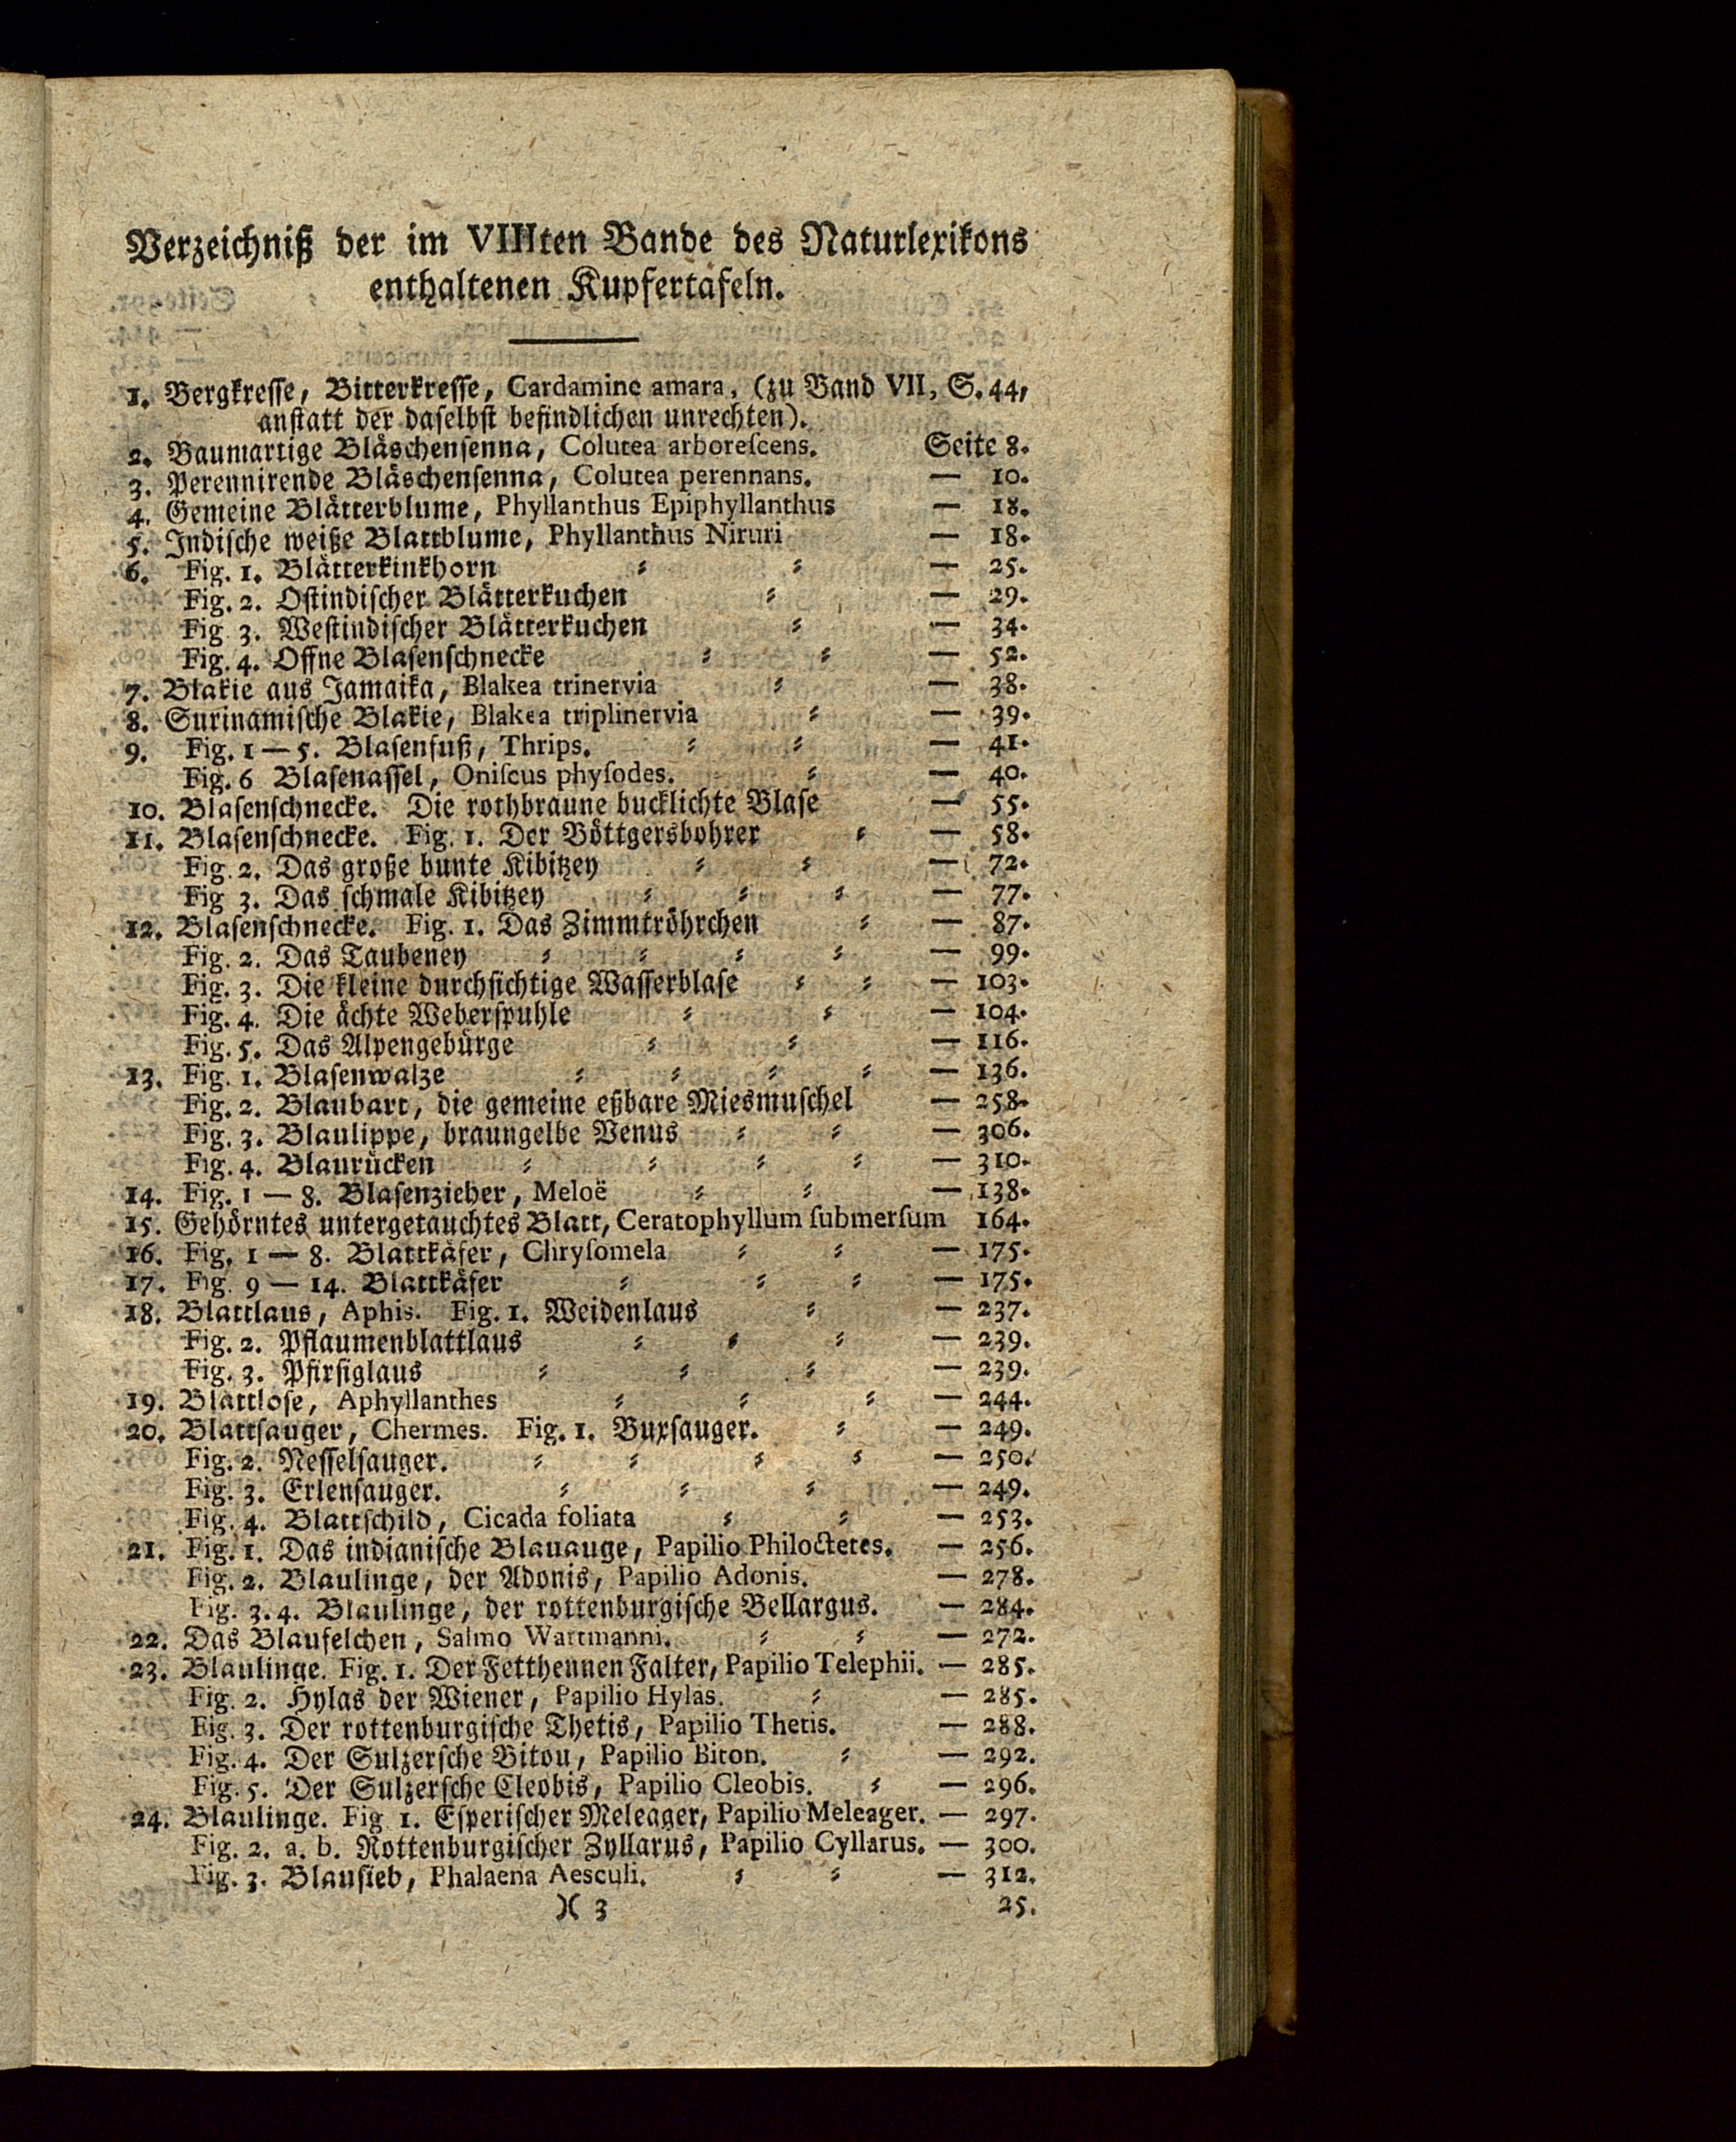 Verzeichniß der im VIIIten Bande des Naturlexikons
enthaltenen Kupfertafeln.
1. Bergkresse, Bitterkresse, Cardamine amara, (zu Band VII, S. 44,
anstatt der daselbst befindlichen unrechten).
2. Baumartige Bläschensenna, Colutea arboreſcens. Seite 8.
3. Perennirende Bläschensenna, Colutea perennans. — 10.
4. Gemeine Blätterblume, Phyllanthus Epiphyllanthus — 18.
5. Indische weiße Blattblume, Phyllanthus Niruri — 18.
6. Fig. 1. Blätterkinkhorn — 25.
Fig. 2. Ostindischer Blätterkuchen — 29.
Fig. 3. Westindischer Blätterkuchen — 34.
Fig. 4. Offne Blasenschnecke — 52.
7. Blakie aus Jamaika, Blakea trinervia — 38.
8. Surinamische Blakie, Blakea triplinervia — 39.
9. Fig. 1 — 5. Blasenfuß, Thrips. — 41.
Fig. 6 Blasenassel, Oniſcus phyſodes. — 40.
10. Blasenschnecke. Die rothbraune bucklichte Blase — 55.
11. Blasenschnecke. Fig. 1. Der Böttgersbohrer — 58.
Fig. 2. Das große bunte Kibitzey — 72.
Fig 3. Das schmale Kibitzey — 77.
12. Blasenschnecke. Fig. 1. Das Zimmtröhrchen — 87.
Fig. 2. Das Taubeney — 99.
Fig. 3. Die kleine durchsichtige Wasserblase — 103.
Fig. 4. Die ächte Weberspuhle — 104.
Fig. 5. Das Alpengebürge — 116.
13. Fig. 1. Blasenwalze — 136.
Fig. 2. Blaubart, die gemeine eßbare Miesmuschel — 258.
Fig. 3. Blaulippe, braungelbe Venus — 306.
Fig. 4. Blaurücken — 310.
14. Fig. 1 — 8. Blasenzieher, Meloë — 138.
15. Gehörntes untergetauchtes Blatt, Ceratophyllum ſubmerſum 164.
16. Fig. 1 — 8. Blattkäfer, Chryſomela — 175.
17. Fig. 9 — 14. Blattkäfer — 175.
18. Blattlaus, Aphis. Fig. 1. Weidenlaus — 237.
Fig. 2. Pflaumenblattlaus — 239.
Fig. 3. Pfirsiglaus — 239.
19. Blattlose, Aphyllanthes — 244.
20. Blattsauger, Chermes. Fig. 1. Buxsauger. — 249.
Fig. 2. Nesselsauger. — 250.
Fig. 3. Erlensauger. — 249.
Fig. 4. Blattschild, Cicada foliata — 253.
21. Fig. 1. Das indianische Blauauge, Papilio Philoctetes. — 256.
Fig. 2. Blaulinge, der Adonis, Papilio Adonis. — 278.
Fig. 3. 4. Blaulinge, der rottenburgische Bellargus. — 284.
22. Das Blaufelchen, Salmo Wartmanni. — 272.
23. Blaulinge. Fig. 1. Der Fetthennen Falter, Papilio Telephii. — 285.
Fig. 2. Hylas der Wiener, Papilio Hylas. — 285.
Fig. 3. Der rottenburgische Thetis, Papilio Thetis. — 288.
Fig. 4. Der Sulzersche Biton, Papilio Biton. — 292.
Fig. 5. Der Sulzersche Cleobis, Papilio Cleobis. — 296.
24. Blaulinge. Fig 1. Esperischer Meleager, Papilio Meleager. — 297.
Fig. 2. a. b. Rottenburgischer Zyllarus, Papilio Cyllarus. — 300.
Fig. 3. Blausieb, Phalaena Aesculi. — 312.
)( 3 25.